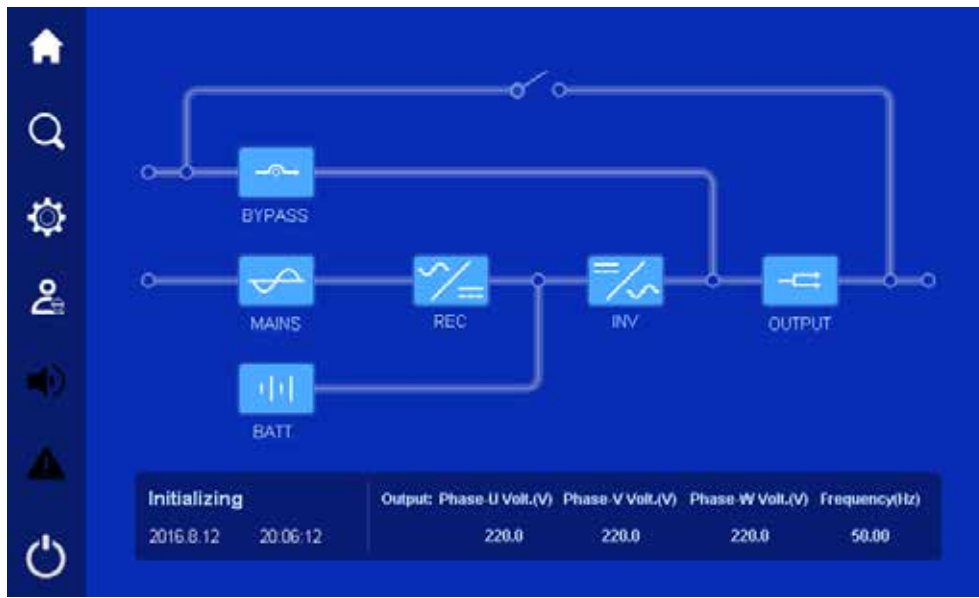 BYPASS
MAINS REC INV OUTPUT
BATT.
Initializing Output: Phase-U Volt.(V) Phase-V Volt.(V) Phase-W Volt.(V) Frequency(Hz)
2016.8.12 20:06:12 220.0 220.0 220.0 50.00